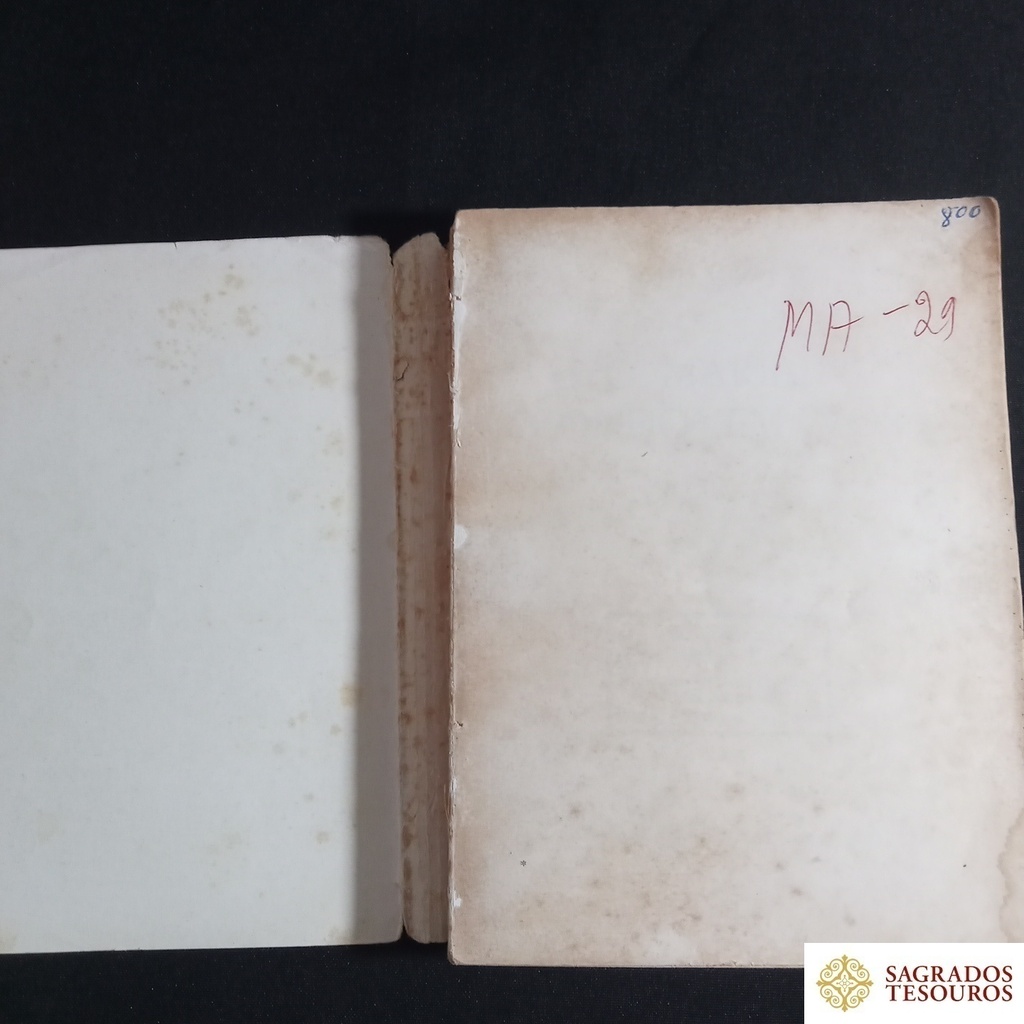 800
MA - 29
*
SAGRADOS
TESOUROS